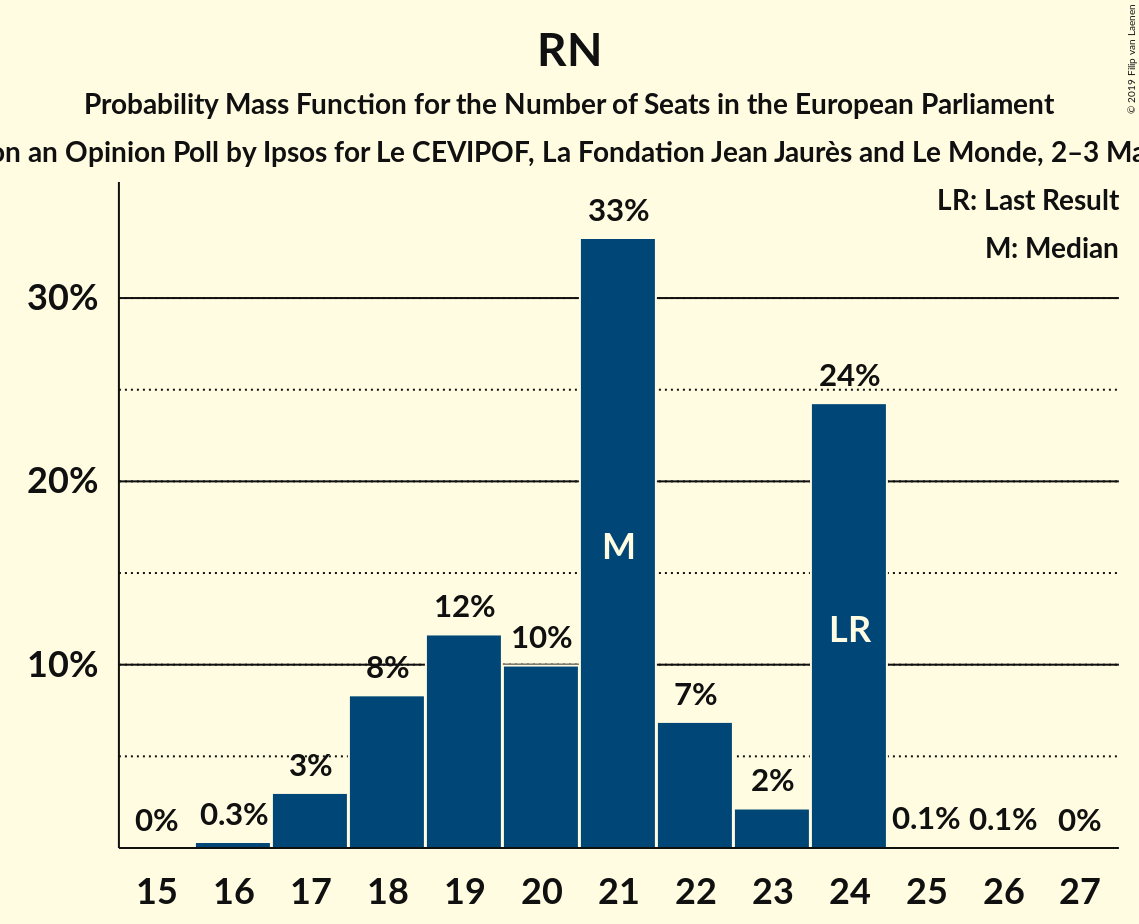 RN
© 2019 Filip van Laenen
Probability Mass Function for the Number of Seats in the European Parliament
an Opinion Poll by Ipsos for Le CEVIPOF, La Fondation Jean Jaurès and Le Monde, 2–3
LR: Last Result
M: Median
33%
30%
24%
20%
M
12%
LR
10%
10%
8%
7%
3%
2%
0%
0.3%
0.1%
0.1%
0%
15 16 17 18 19 20 21 22 23 24 25 26 27